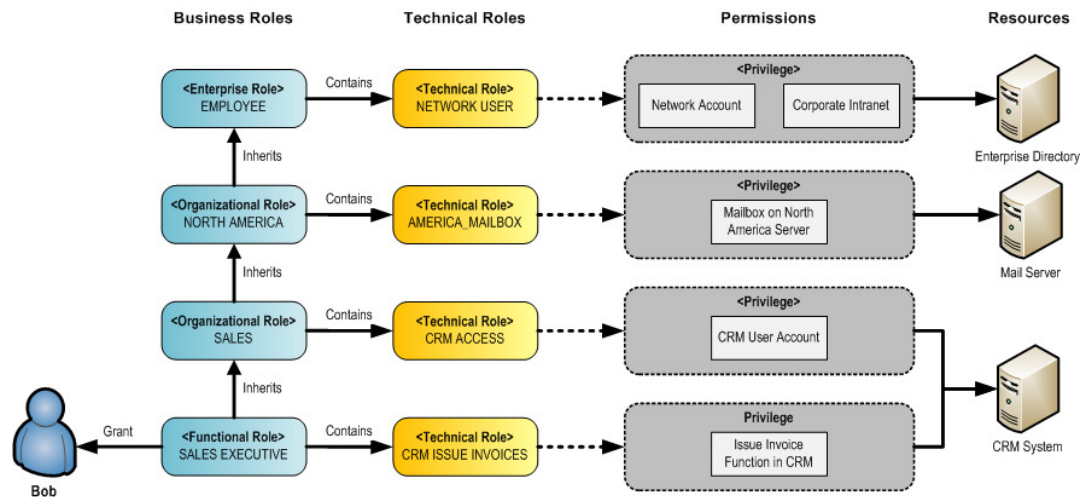 Business Roles
Technical Roles
Permissions
Resources
<Enterprise Role>
EMPLOYEE
Contains
<Technical Role>
NETWORK USER
<Privilege>
Network Account
Corporate Intranet
Enterprise Directory
Inherits
<Organizational Role>
NORTH AMERICA
Contains
<Technical Role>
AMERICA_MAILBOX
<Privilege>
Mailbox on North
America Server
Mail Server
Inherits
<Organizational Role>
SALES
Contains
<Technical Role>
CRM ACCESS
<Privilege>
CRM User Account
Inherits
Bob
Grant
<Functional Role>
SALES EXECUTIVE
Contains
<Technical Role>
CRM ISSUE INVOICES
Privilege
Issue Invoice
Function in CRM
CRM System